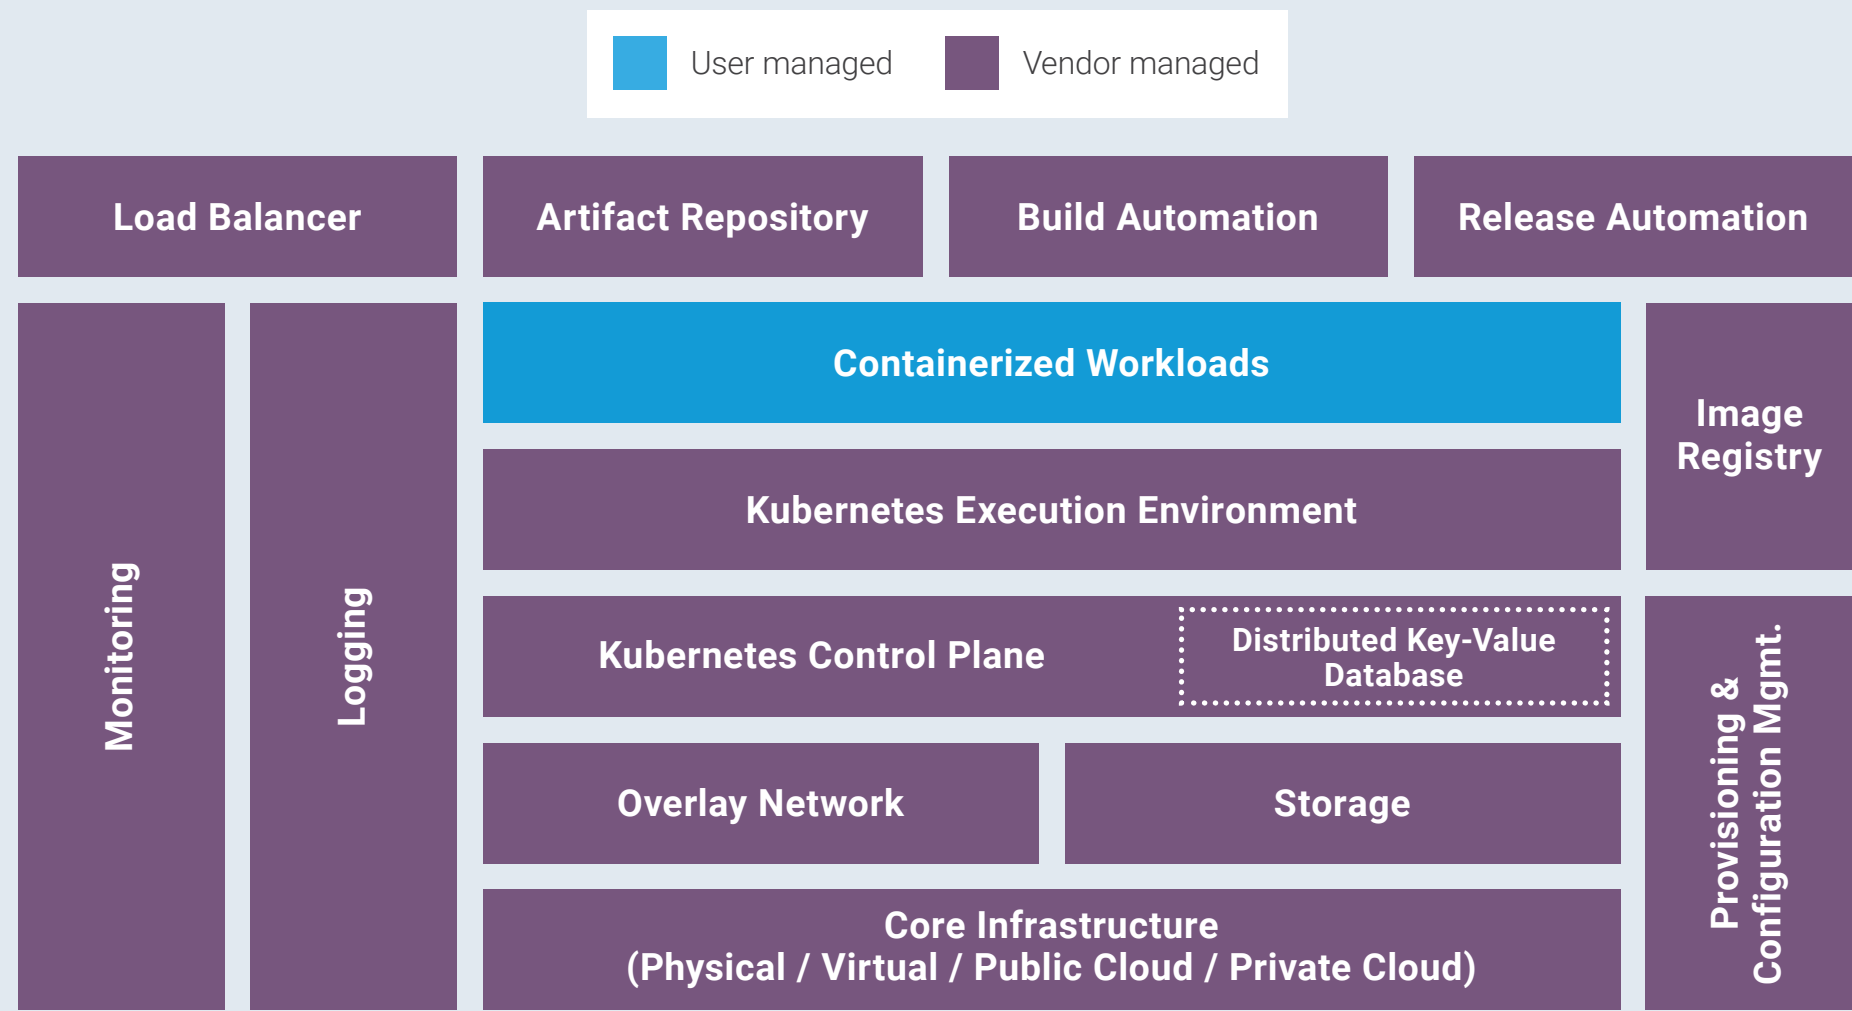 User managed
Vendor managed
Load Balancer
Artifact Repository
Build Automation
Release Automation
Monitoring
Logging
Containerized Workloads
Image
Registry
Kubernetes Execution Environment
Kubernetes Control Plane
Distributed Key-Value
Database
Provisioning &
Configuration Mgmt.
Overlay Network
Storage
Core Infrastructure
(Physical / Virtual / Public Cloud / Private Cloud)